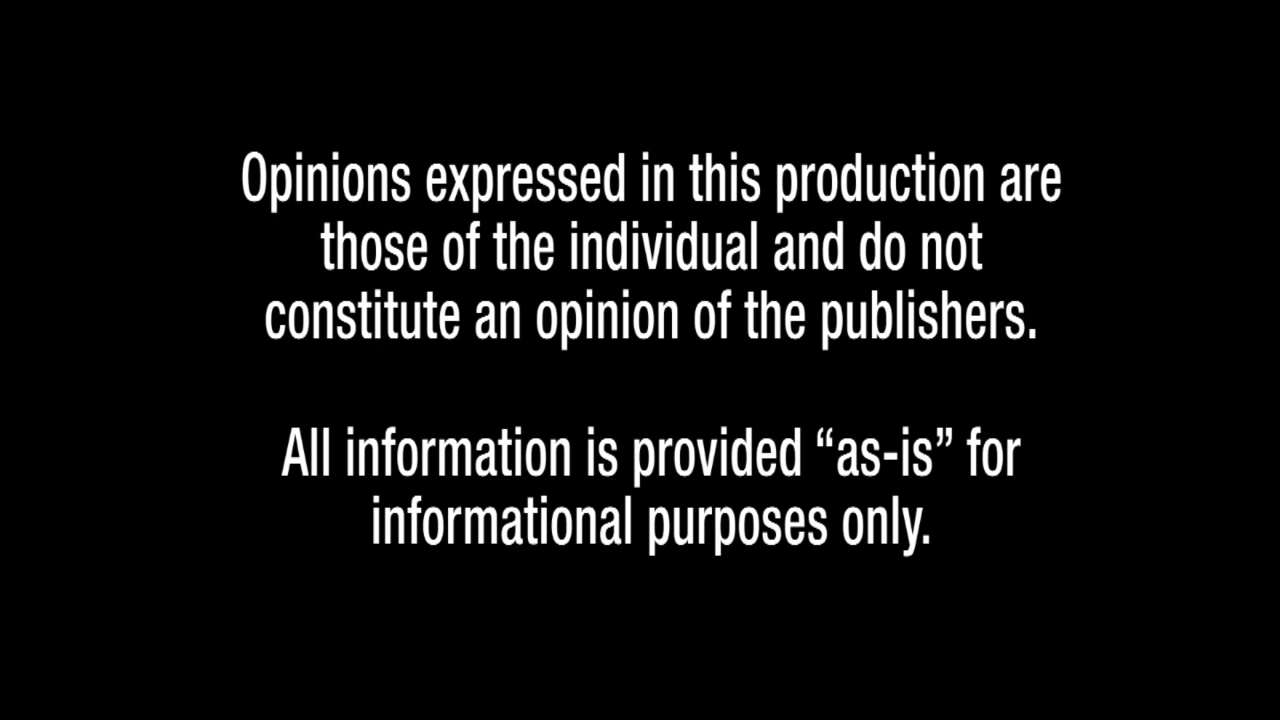 Opinions expressed in this production are
those of the individual and do not
constitute an opinion of the publishers.
All information is provided “as-is” for
informational purposes only.